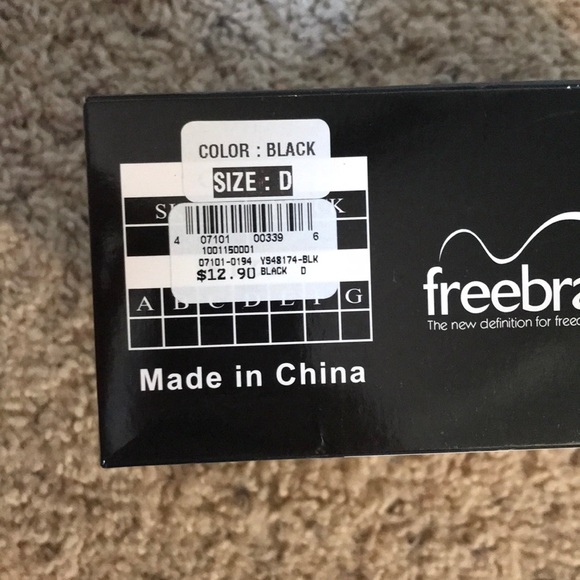 COLOR : BLACK
SIZE : D
K
4 07101 00339 6
1001150001
07101-0194 YS48174-BLK
$12.90 BLACK D
A B C D E F G
Made in China
freebra
The new definition for